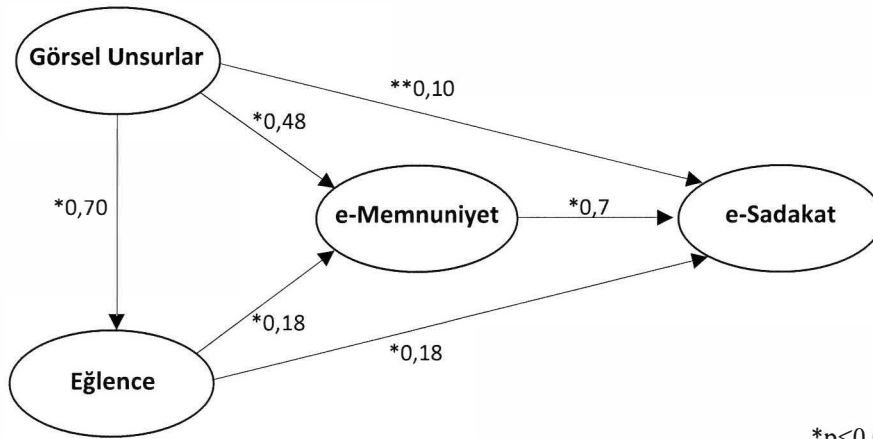 Görsel Unsurlar
**0,10
*0,48
*0,70
e-Memnuniyet
*0,7
e-Sadakat
*0,18
*0,18
Eğlence